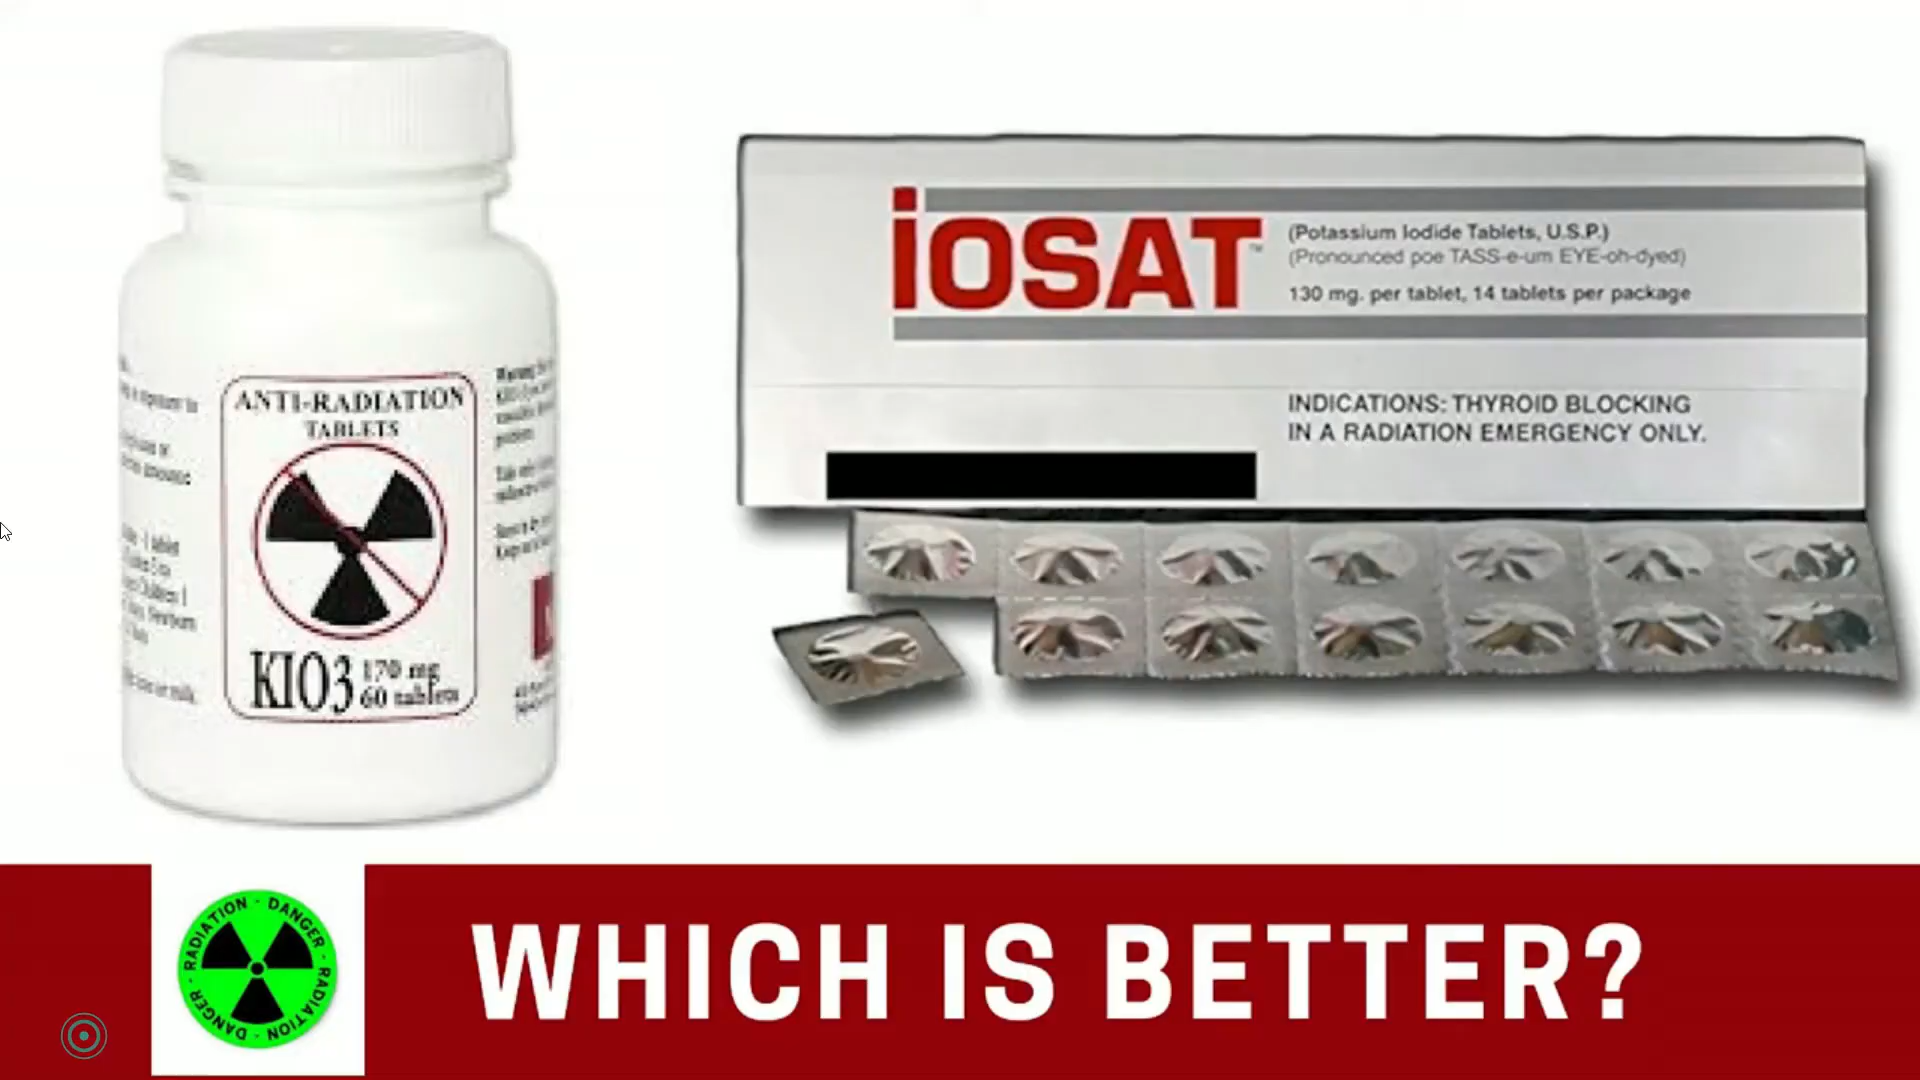 ANTI-RADIATION
TABLETS
KIO3
170 mg
60 tablets
iOSAT™
(Potassium Iodide Tablets, U.S.P.)
(Pronounced poe TASS-e-um EYE-oh-dyed)
130 mg. per tablet, 14 tablets per package
INDICATIONS: THYROID BLOCKING
IN A RADIATION EMERGENCY ONLY.
RADIATION - DANGER - RADIATION - DANGER -
WHICH IS BETTER?